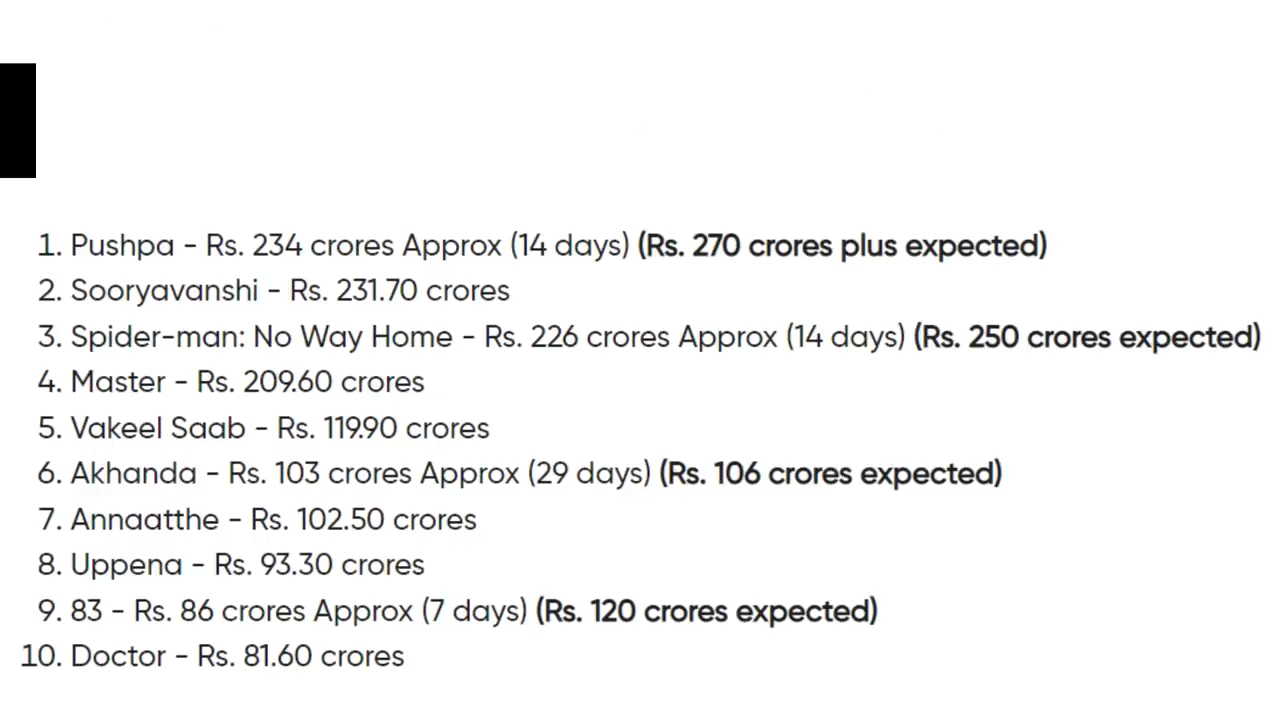 1. Pushpa - Rs. 234 crores Approx (14 days) (Rs. 270 crores plus expected)
2. Sooryavanshi - Rs. 231.70 crores
3. Spider-man: No Way Home - Rs. 226 crores Approx (14 days) (Rs. 250 crores expected)
4. Master - Rs. 209.60 crores
5. Vakeel Saab - Rs. 119.90 crores
6. Akhanda - Rs. 103 crores Approx (29 days) (Rs. 106 crores expected)
7. Annaatthe - Rs. 102.50 crores
8. Uppena - Rs. 93.30 crores
9. 83 - Rs. 86 crores Approx (7 days) (Rs. 120 crores expected)
10. Doctor - Rs. 81.60 crores